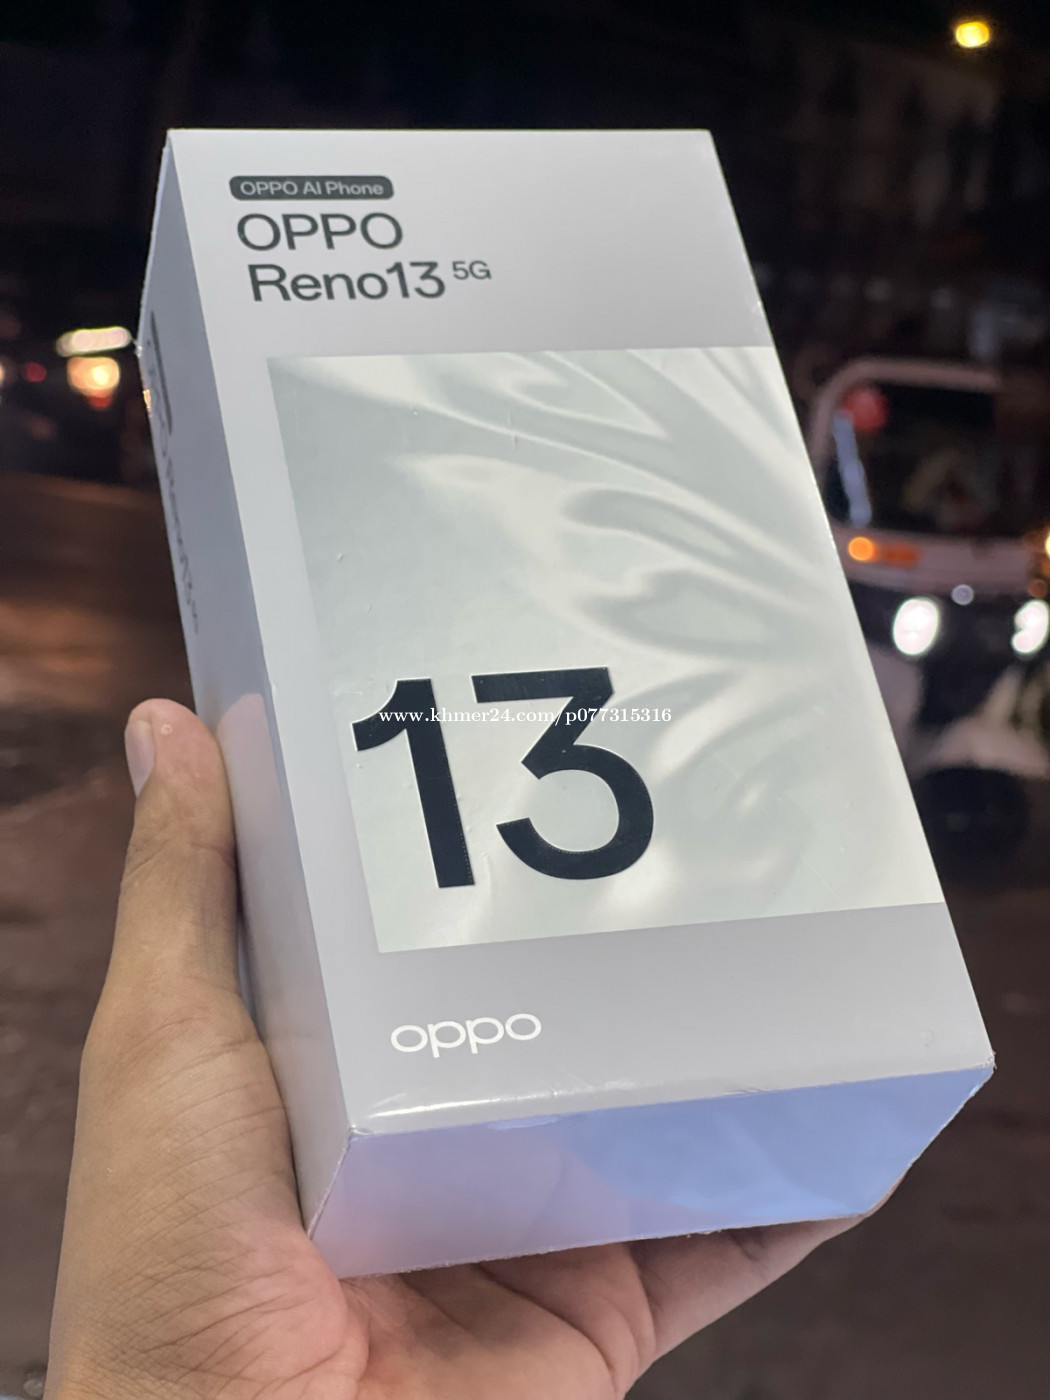 OPPO AI Phone
OPPO
Reno13 5G
13
www.khmer24.com/p077315316
oppo